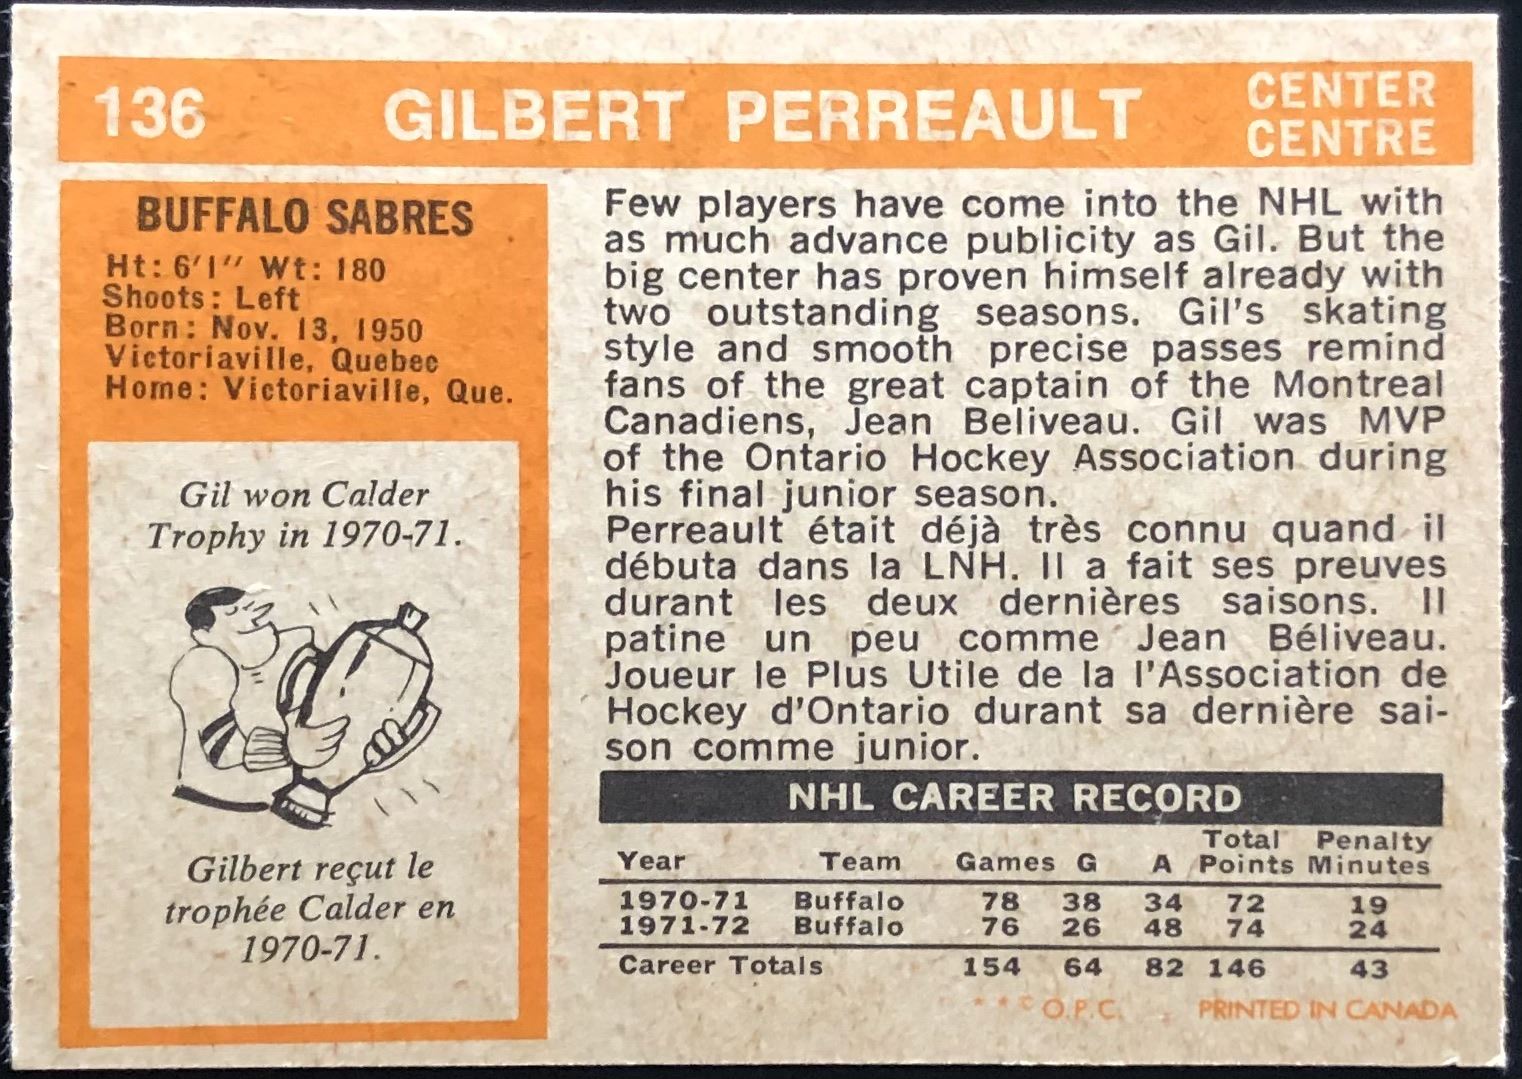 136 GILBERT PERREAULT CENTER
CENTRE
BUFFALO SABRES
Ht: 6'1" Wt: 180
Shoots: Left
Born: Nov. 13, 1950
Victoriaville, Quebec
Home: Victoriaville, Que.
Gil won Calder
Trophy in 1970-71.
Gilbert reçut le
trophée Calder en
1970-71.
Few players have come into the NHL with
as much advance publicity as Gil. But the
big center has proven himself already with
two outstanding seasons. Gil's skating
style and smooth precise passes remind
fans of the great captain of the Montreal
Canadiens, Jean Beliveau. Gil was MVP
of the Ontario Hockey Association during
his final junior season.
Perreault était déjà très connu quand il
débuta dans la LNH. Il a fait ses preuves
durant les deux dernières saisons. Il
patine un peu comme Jean Béliveau.
Joueur le Plus Utile de la l'Association de
Hockey d'Ontario durant sa dernière sai-
son comme junior.
NHL CAREER RECORD
Year Team Games G A Total Points Penalty Minutes
1970-71 Buffalo 78 38 34 72 19
1971-72 Buffalo 76 26 48 74 24
Career Totals 154 64 82 146 43
* * © O.P.C. PRINTED IN CANADA